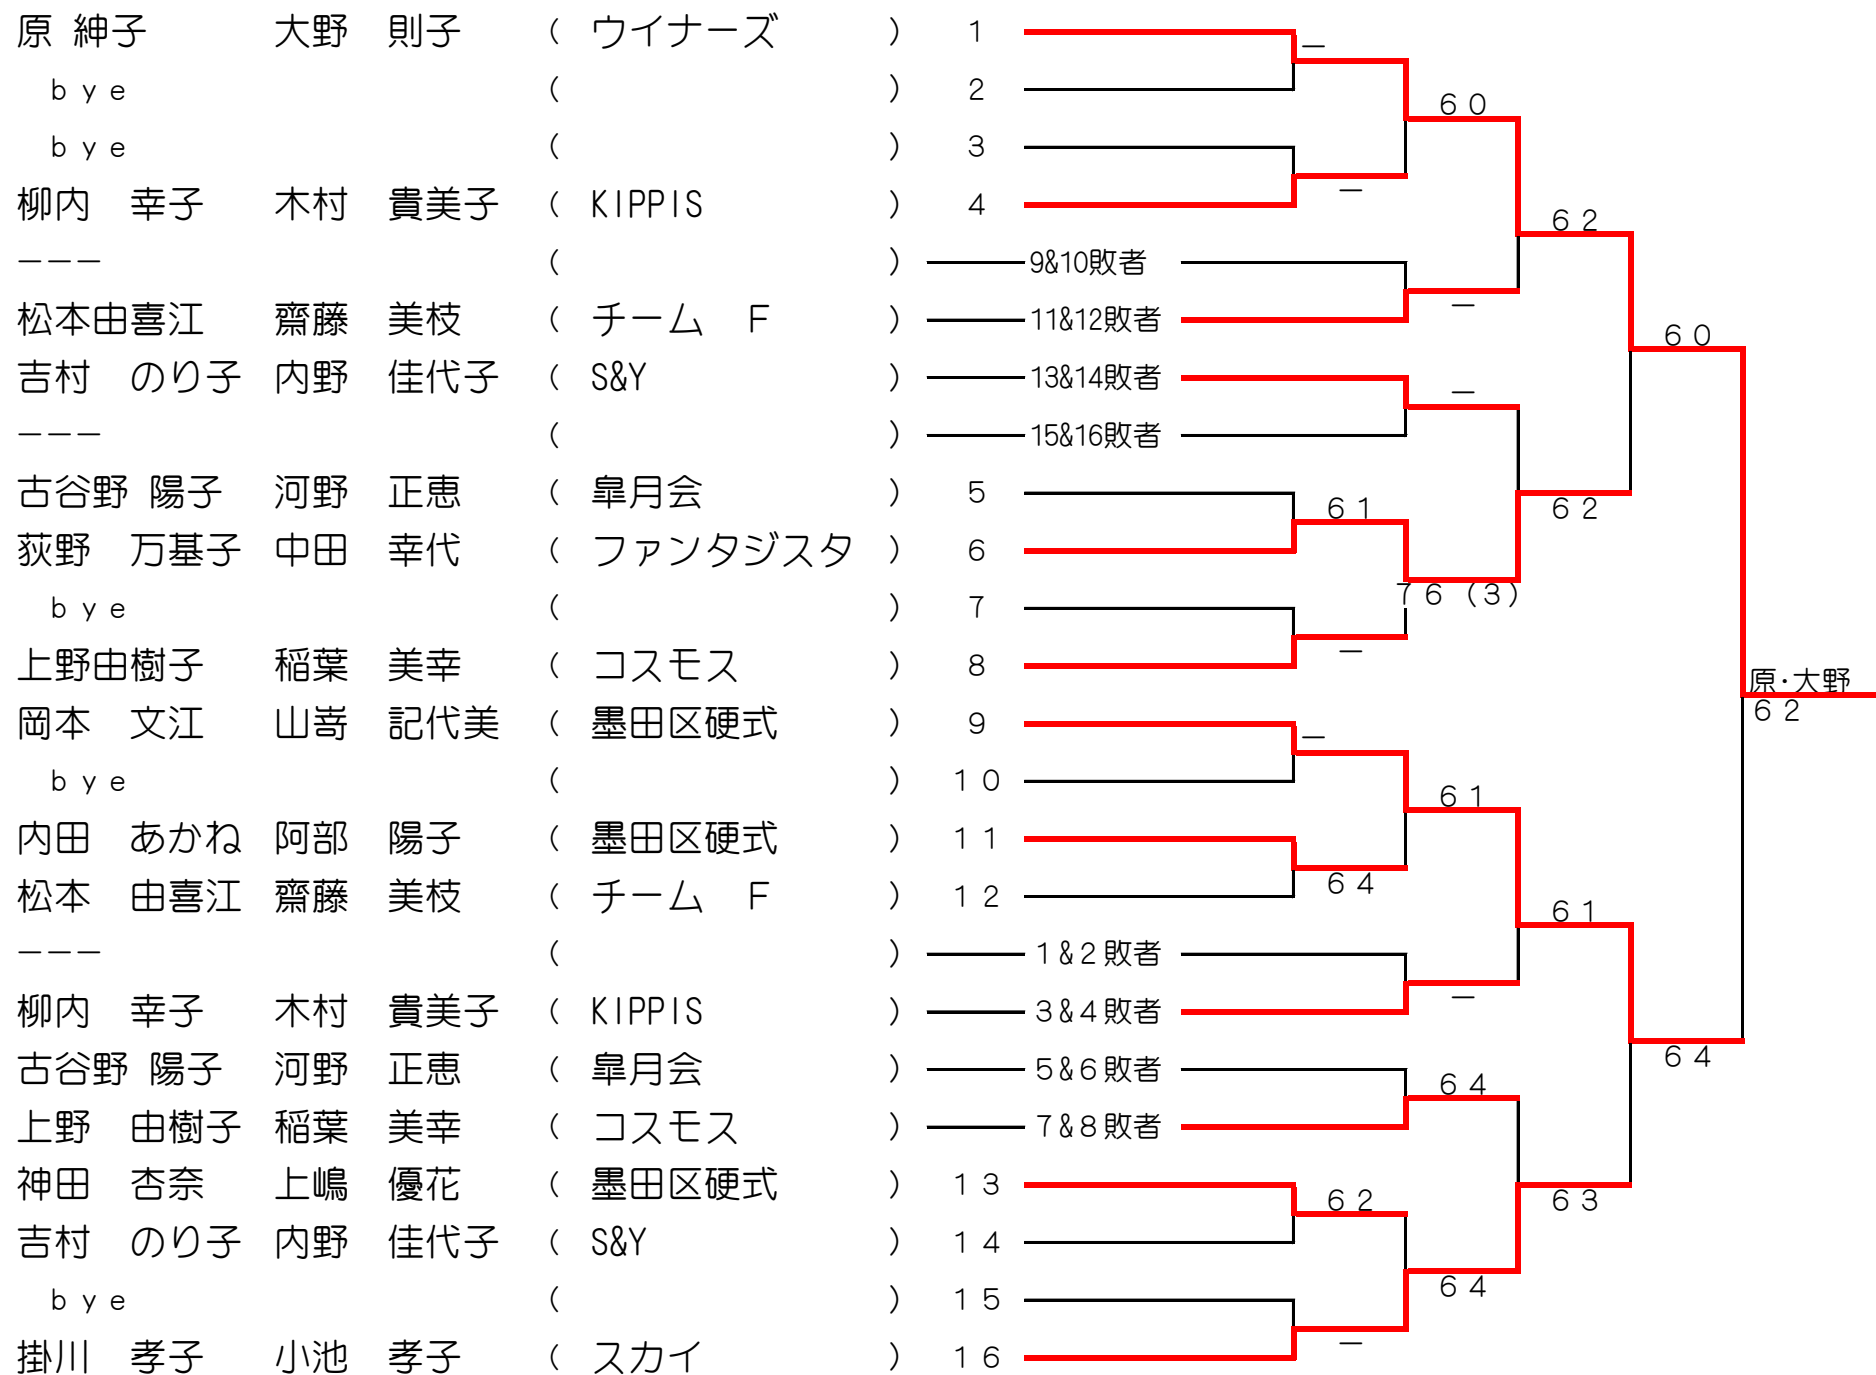 原 紳子 大野 則子 ( ウイナーズ ) 1
bye ( ) 2
bye ( ) 3
柳内 幸子 木村 貴美子 ( KIPPIS ) 4
--- ( ) 9&10敗者
松本由喜江 齋藤 美枝 ( チーム F ) 11&12敗者
吉村 のり子 内野 佳代子 ( S&Y ) 13&14敗者
--- ( ) 15&16敗者
古谷野 陽子 河野 正恵 ( 皐月会 ) 5
荻野 万基子 中田 幸代 ( ファンタジスタ ) 6
bye ( ) 7
上野由樹子 稲葉 美幸 ( コスモス ) 8
岡本 文江 山嵜 記代美 ( 墨田区硬式 ) 9
bye ( ) 10
内田 あかね 阿部 陽子 ( 墨田区硬式 ) 11
松本 由喜江 齋藤 美枝 ( チーム F ) 12
--- ( ) 1&2敗者
柳内 幸子 木村 貴美子 ( KIPPIS ) 3&4敗者
古谷野 陽子 河野 正恵 ( 皐月会 ) 5&6敗者
上野 由樹子 稲葉 美幸 ( コスモス ) 7&8敗者
神田 杏奈 上嶋 優花 ( 墨田区硬式 ) 13
吉村 のり子 内野 佳代子 ( S&Y ) 14
bye ( ) 15
掛川 孝子 小池 孝子 ( スカイ ) 16
-
-
61
-
-
64
62
-
60
-
-
76(3)
61
-
64
64
62
62
61
63
60
64
原・大野
62